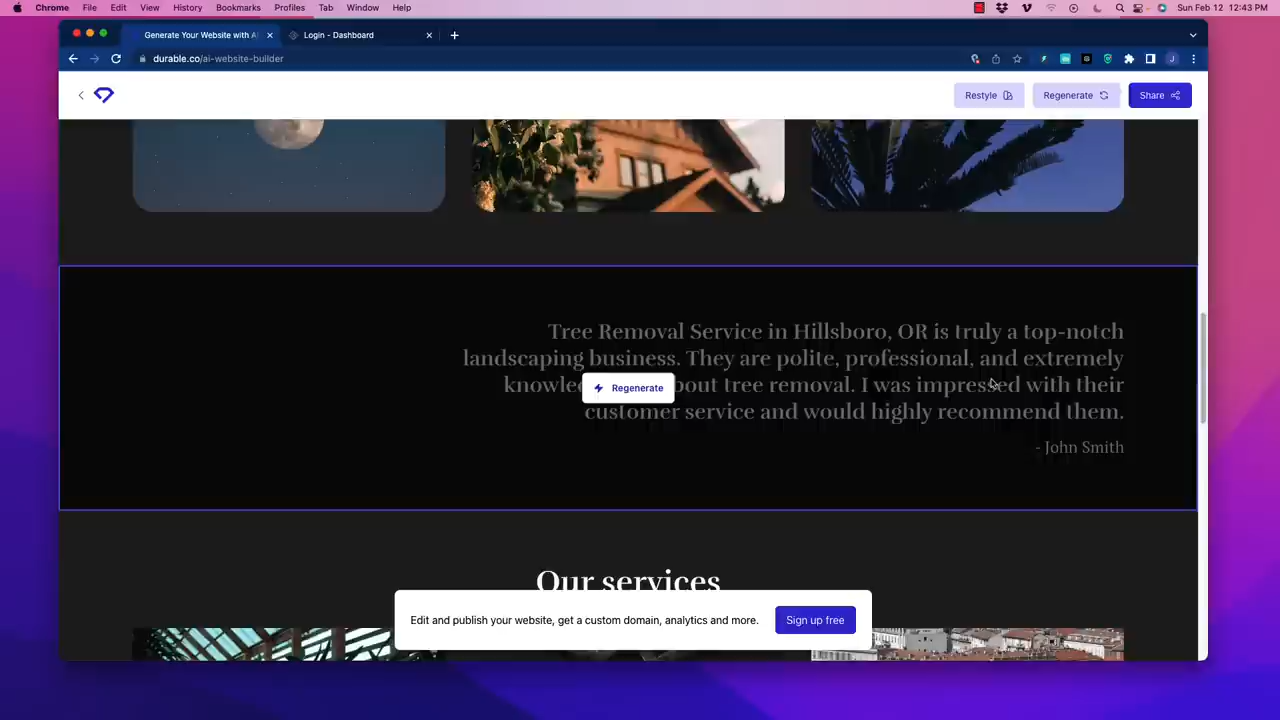 Chrome File Edit View History Bookmarks Profiles Tab Window Help Sun Feb 12 12:43 PM
Generate Your Website with A Login - Dashboard
durable.co/ai-website-builder J
Restyle Regenerate Share
Tree Removal Service in Hillsboro, OR is truly a top-notch
landscaping business. They are polite, professional, and extremely
about tree removal. I was impressed with their
customer service and would highly recommend them.
Regenerate
- John Smith
Our services
Edit and publish your website, get a custom domain, analytics and more. Sign up free